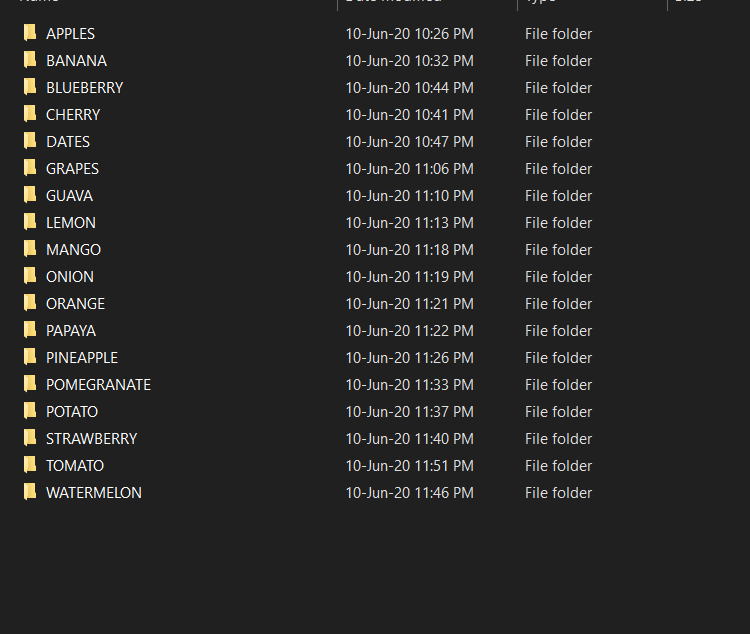 Name Date modified Type Size
APPLES 10-Jun-20 10:26 PM File folder
BANANA 10-Jun-20 10:32 PM File folder
BLUEBERRY 10-Jun-20 10:44 PM File folder
CHERRY 10-Jun-20 10:41 PM File folder
DATES 10-Jun-20 10:47 PM File folder
GRAPES 10-Jun-20 11:06 PM File folder
GUAVA 10-Jun-20 11:10 PM File folder
LEMON 10-Jun-20 11:13 PM File folder
MANGO 10-Jun-20 11:18 PM File folder
ONION 10-Jun-20 11:19 PM File folder
ORANGE 10-Jun-20 11:21 PM File folder
PAPAYA 10-Jun-20 11:22 PM File folder
PINEAPPLE 10-Jun-20 11:26 PM File folder
POMEGRANATE 10-Jun-20 11:33 PM File folder
POTATO 10-Jun-20 11:37 PM File folder
STRAWBERRY 10-Jun-20 11:40 PM File folder
TOMATO 10-Jun-20 11:51 PM File folder
WATERMELON 10-Jun-20 11:46 PM File folder